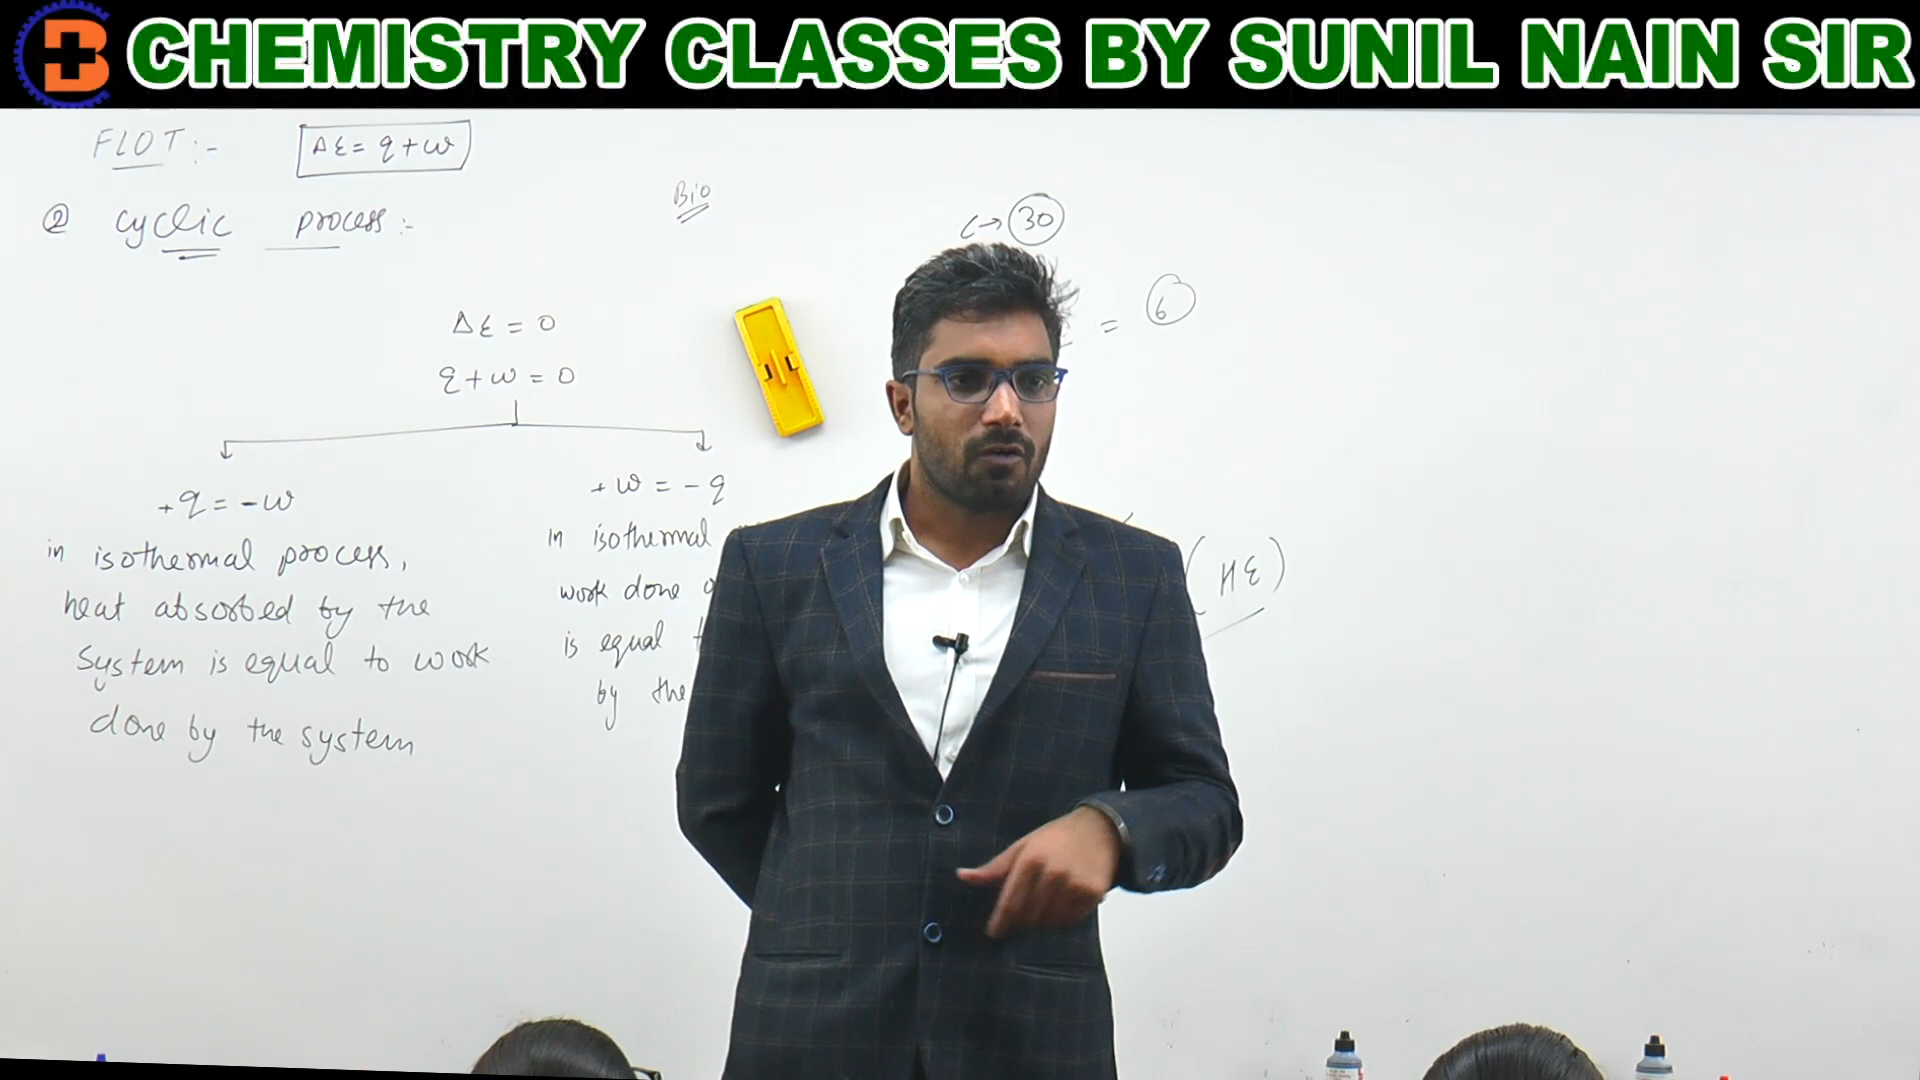 CHEMISTRY CLASSES BY SUNIL NAIN SIR
FLOT:- ΔE = q + w
② cyclic process:-
Bio
30
= 6
ΔE = 0
q + w = 0
+q = -w
in isothermal process,
heat absorbed by the
system is equal to work
done by the system
+w = -q
in isothermal
work done
is equal
by the
(HE)